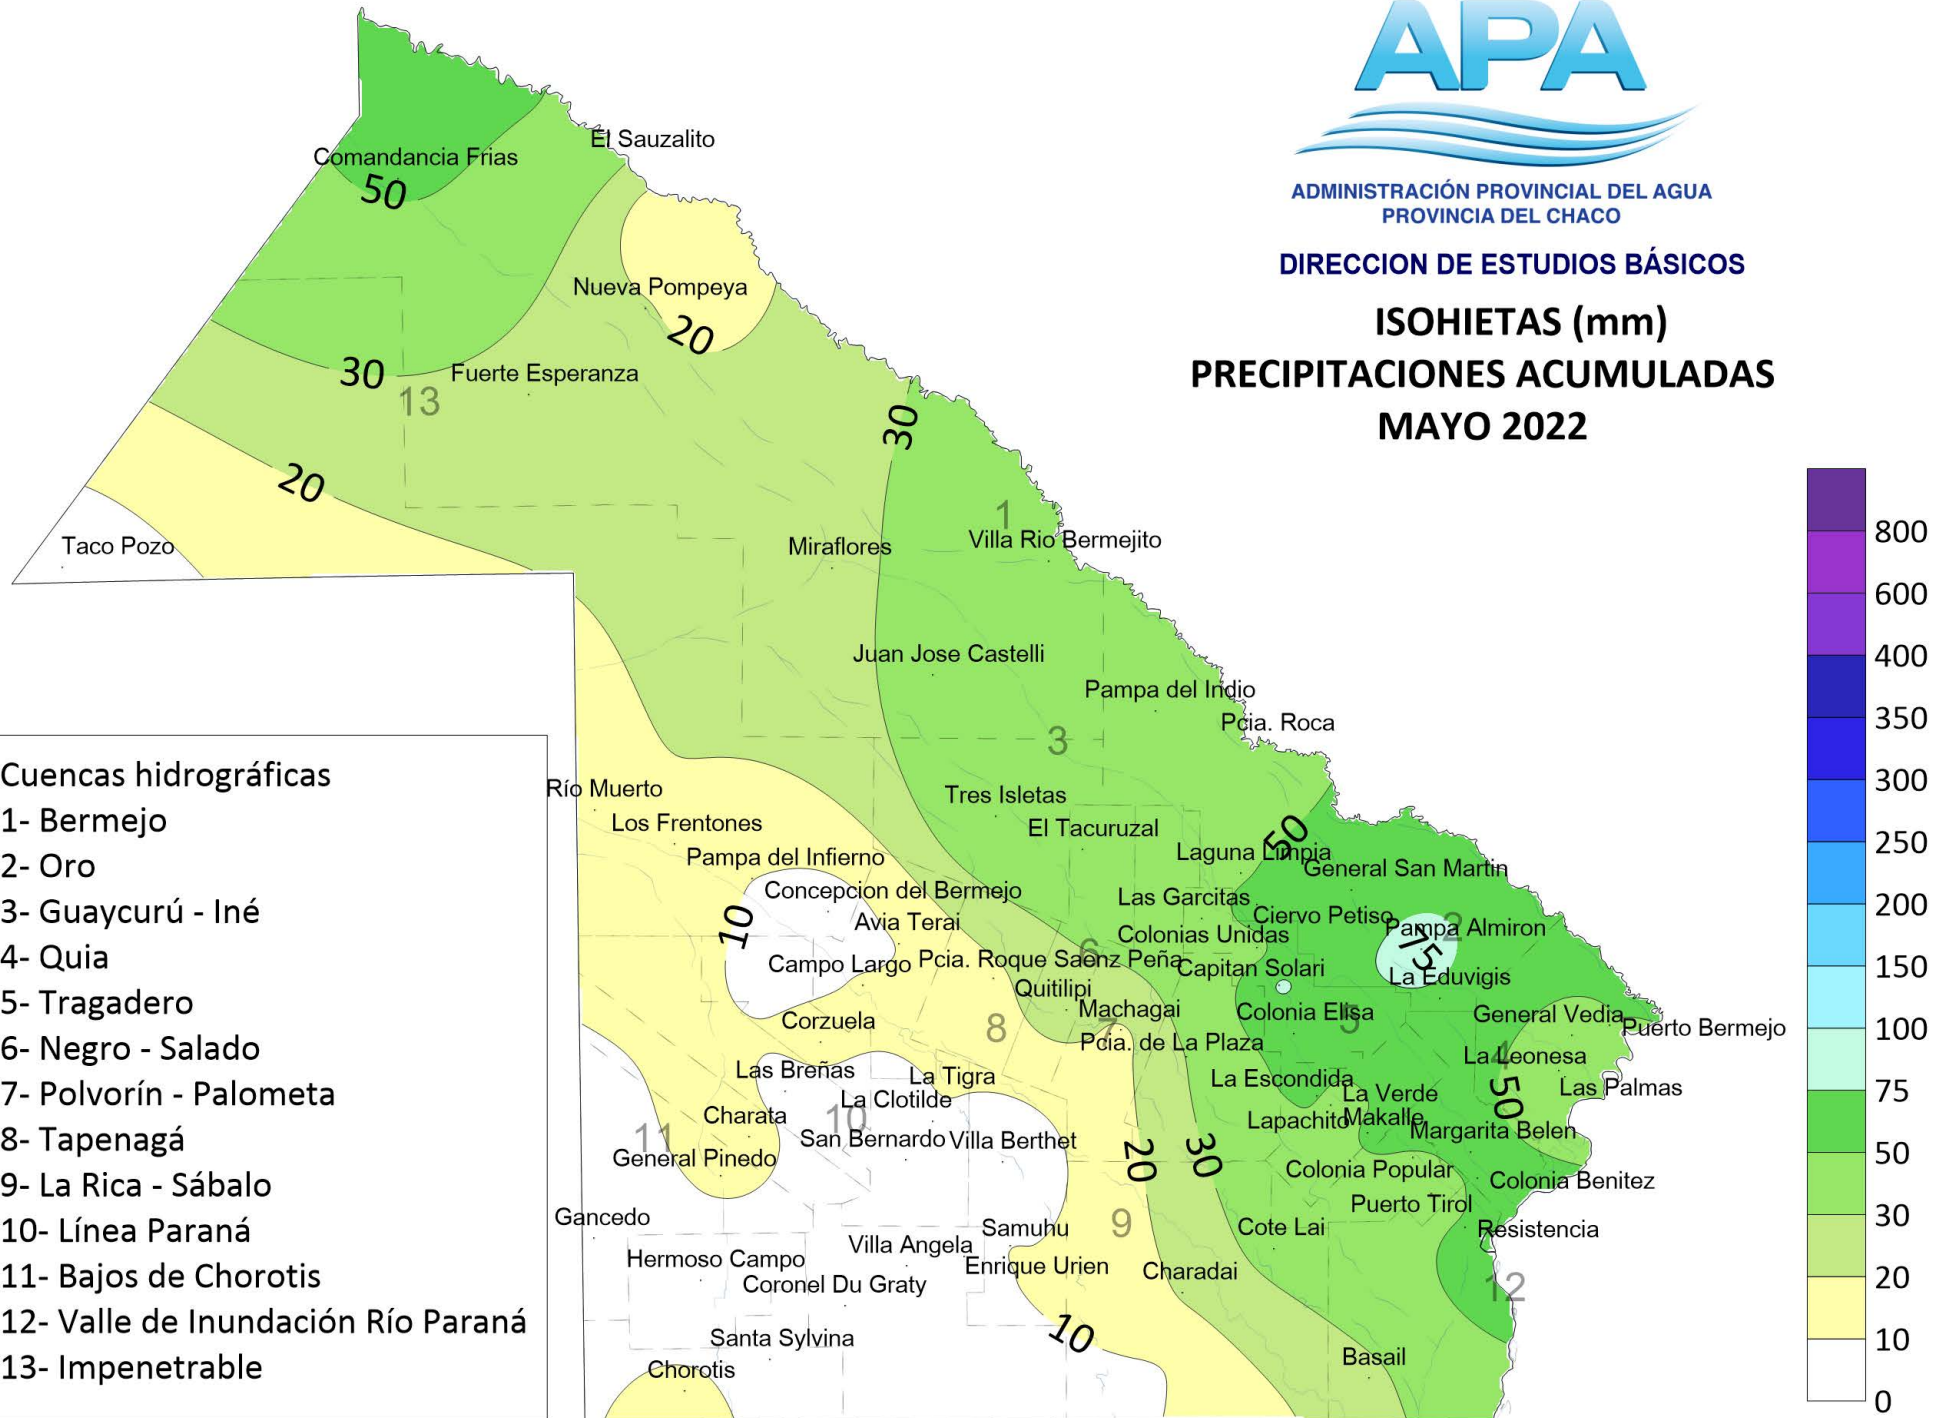 APA
ADMINISTRACIÓN PROVINCIAL DEL AGUA
PROVINCIA DEL CHACO
DIRECCION DE ESTUDIOS BÁSICOS
ISOHIETAS (mm)
PRECIPITACIONES ACUMULADAS
MAYO 2022
El Sauzalito
Comandancia Frias
50
Nueva Pompeya
20
30
Fuerte Esperanza
13
30
20
1
Taco Pozo
Miraflores
Villa Rio Bermejito
Juan Jose Castelli
Pampa del Indio
Pcia. Roca
3
Río Muerto
Tres Isletas
Los Frentones
El Tacuruzal
50
Pampa del Infierno
Laguna Limpia
General San Martin
Concepcion del Bermejo
Las Garcitas
10
Avia Terai
Ciervo Petiso
2
Pampa Almiron
Colonias Unidas
75
6
Campo Largo
Pcia. Roque Saenz Peña
Capitan Solari
La Eduvigis
Quitilipi
Machagai
Colonia Elisa
5
General Vedia
Puerto Bermejo
Corzuela
8
7
Pcia. de La Plaza
4
La Leonesa
Las Breñas
La Tigra
La Escondida
La Verde
Las Palmas
La Clotilde
50
Charata
10
Lapachito
Makalle
Margarita Belen
11
San Bernardo
Villa Berthet
General Pinedo
20
30
Colonia Popular
Colonia Benitez
Puerto Tirol
Gancedo
Samuhu
9
Cote Lai
Resistencia
Villa Angela
Hermoso Campo
Enrique Urien
Charadai
Coronel Du Graty
12
Santa Sylvina
10
Basail
Chorotis
Cuencas hidrográficas
1- Bermejo
2- Oro
3- Guaycurú - Iné
4- Quia
5- Tragadero
6- Negro - Salado
7- Polvorín - Palometa
8- Tapenagá
9- La Rica - Sábalo
10- Línea Paraná
11- Bajos de Chorotis
12- Valle de Inundación Río Paraná
13- Impenetrable
800
600
400
350
300
250
200
150
100
75
50
30
20
10
0